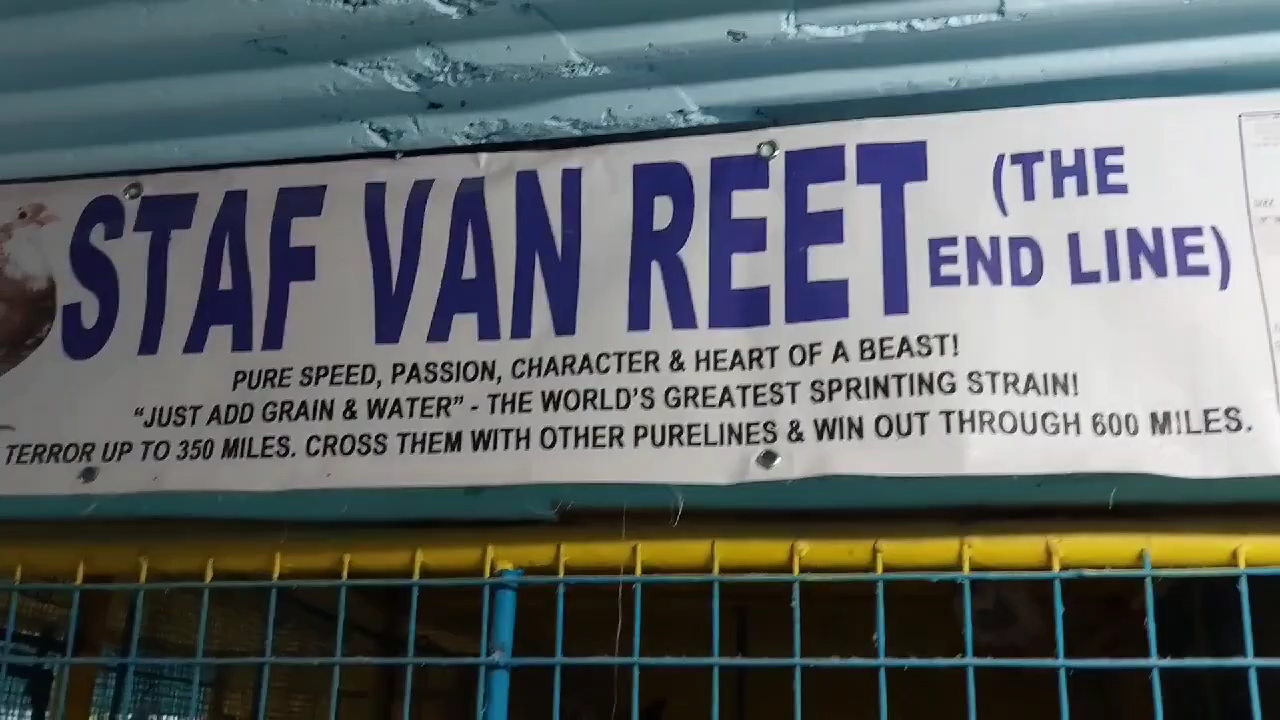 STAF VAN REET (THE
END LINE)
PURE SPEED, PASSION, CHARACTER & HEART OF A BEAST!
“JUST ADD GRAIN & WATER” - THE WORLD'S GREATEST SPRINTING STRAIN!
TERROR UP TO 350 MILES. CROSS THEM WITH OTHER PURELINES & WIN OUT THROUGH 600 MILES.